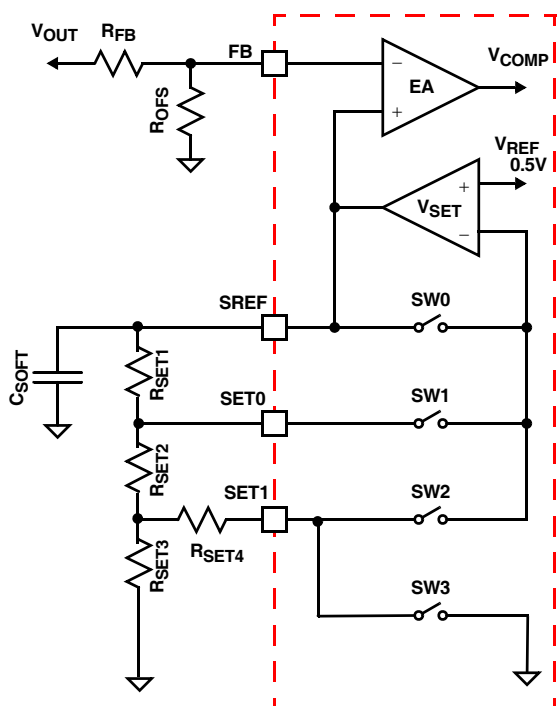 VOUT
RFB
FB
ROFS
−
EA
+
VCOMP
VREF
0.5V
+
VSET
−
SREF
SW0
CSOFT
RSET1
SET0
SW1
RSET2
SET1
SW2
RSET4
RSET3
SW3